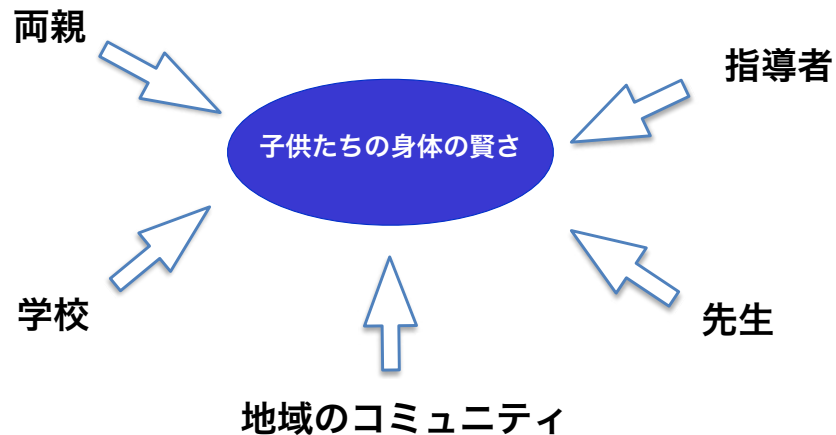 両親
指導者
子供たちの身体の賢さ
学校
先生
地域のコミュニティ